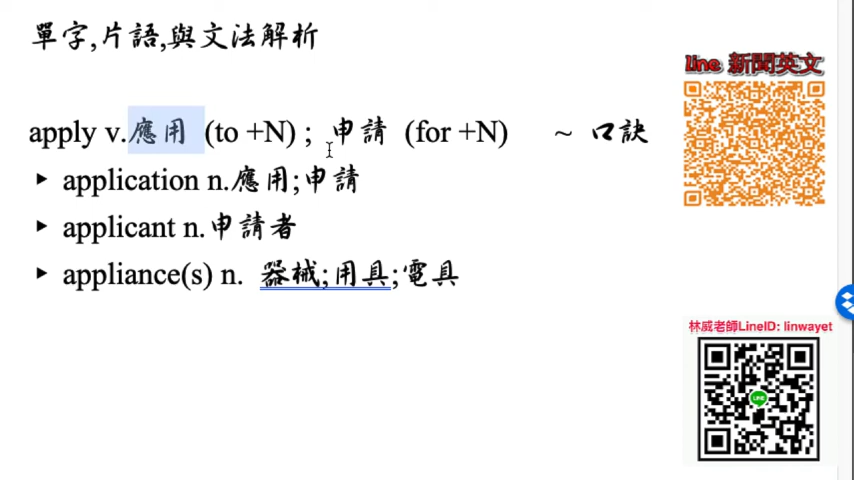 單字,片語,與文法解析
line 新聞英文
apply v.應用 (to +N) ; 申請 (for +N) ~ 口訣
‣ application n.應用;申請
‣ applicant n.申請者
‣ appliance(s) n. 器械;用具;電具
林威老師LineID: linwayet
LINE